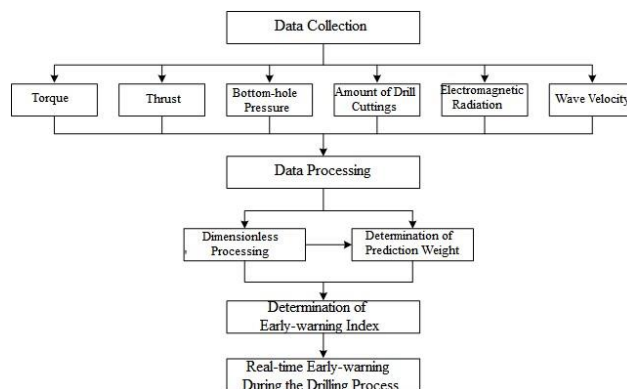 Data Collection
Torque
Thrust
Bottom-hole
Pressure
Amount of Drill
Cuttings
Electromagnetic
Radiation
Wave Velocity
Data Processing
Dimensionless
Processing
Determination of
Prediction Weight
Determination of
Early-warning Index
Real-time Early-warning
During the Drilling Process